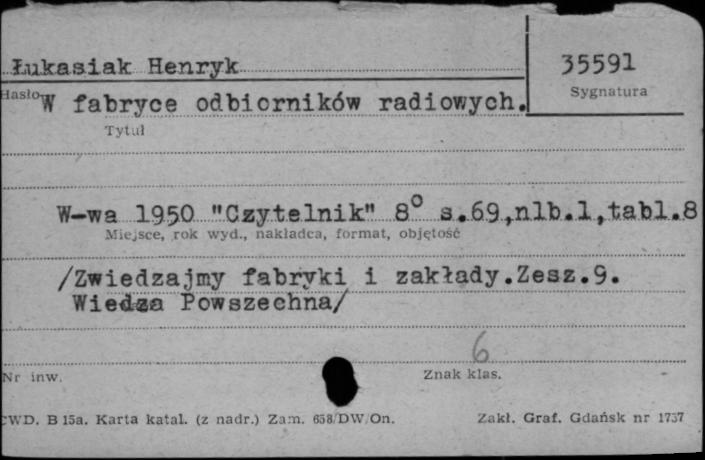 Łukasiak Henryk
35591
Hasło
Sygnatura
W fabryce odbiorników radiowych.
Tytuł
W-wa 1950 "Czytelnik" 8° s.69,nlb.1,tabl.8
Miejsce, rok wyd., nakładca, format, objętość
/Zwiedzajmy fabryki i zakłady.Zesz.9.
Wiedza Powszechna/
6
Nr inw.
Znak klas.
CWD. B 15a. Karta katal. (z nadr.) Zam. 658/DW/On.
Zakł. Graf. Gdańsk nr 1737